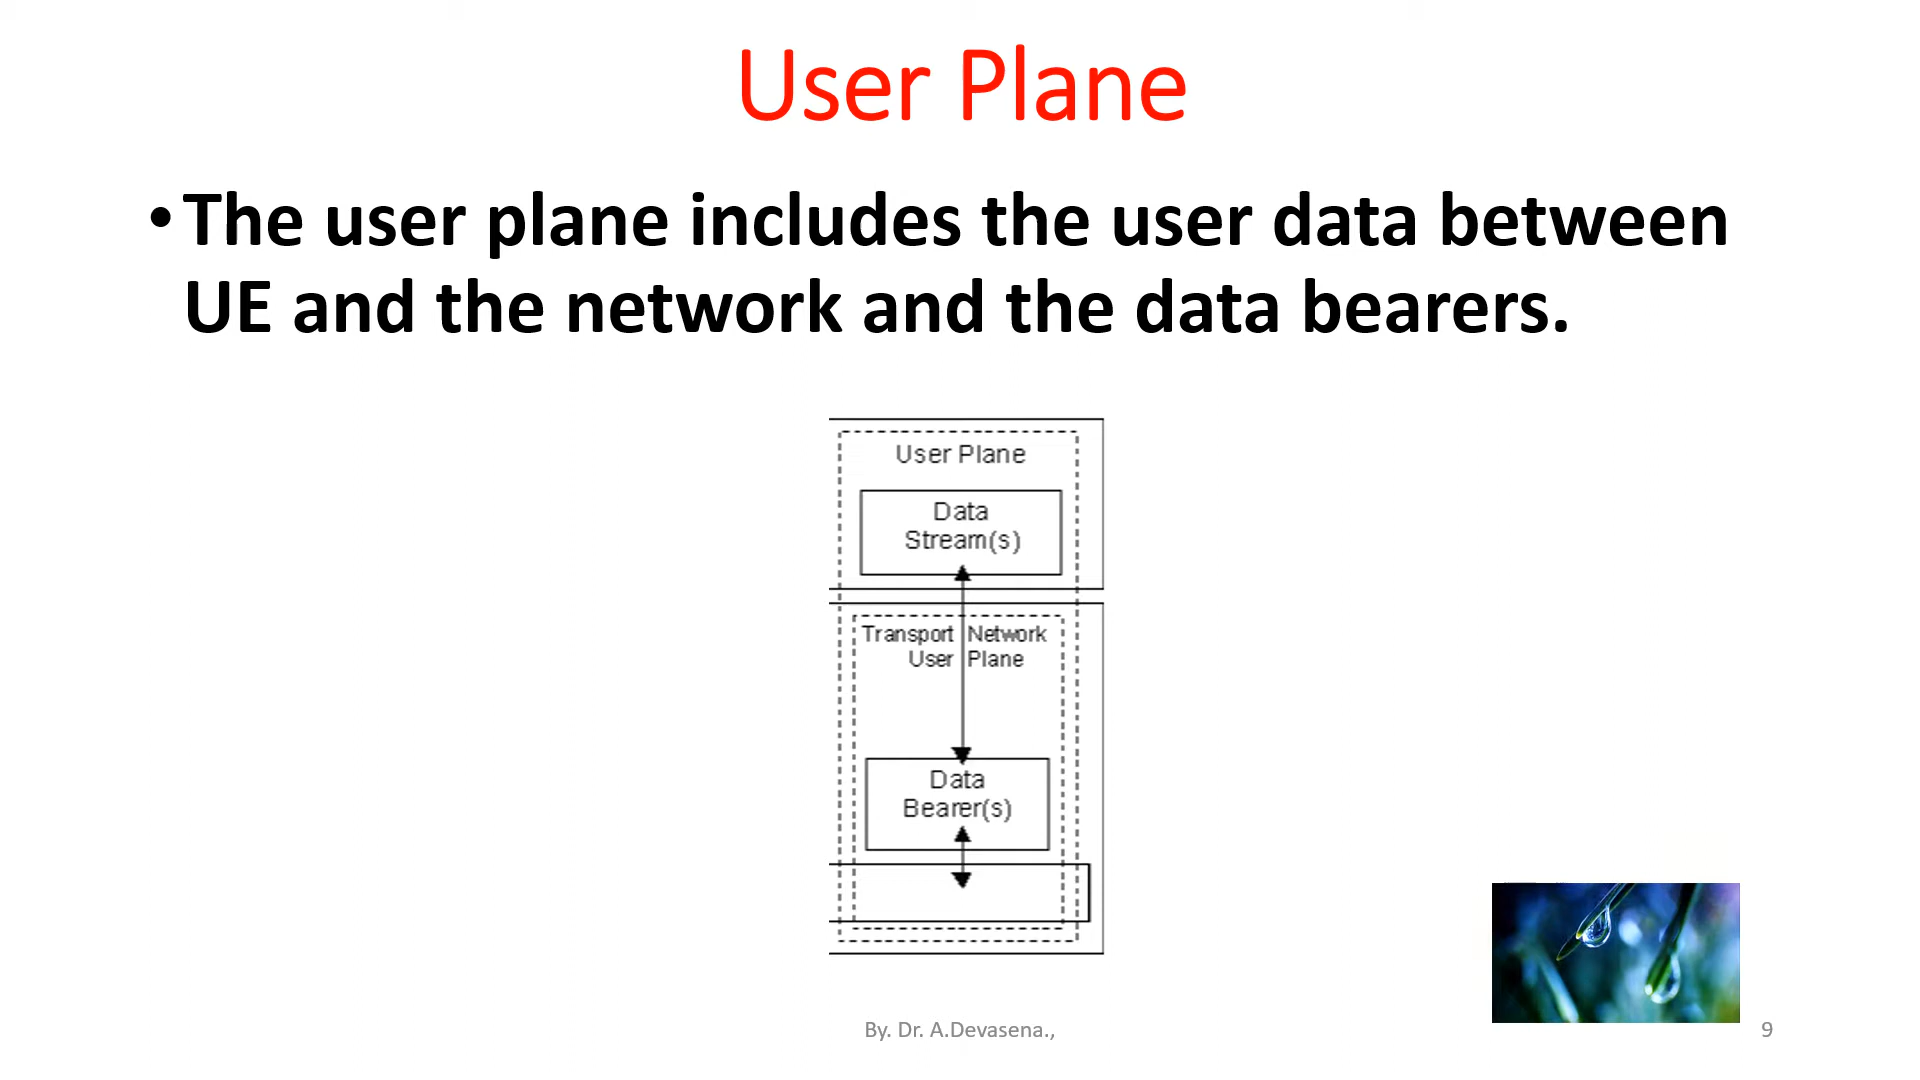 User Plane
• The user plane includes the user data between
UE and the network and the data bearers.
User Plane
Data
Stream(s)
Transport Network
User Plane
Data
Bearer(s)
By. Dr. A.Devasena.,
9